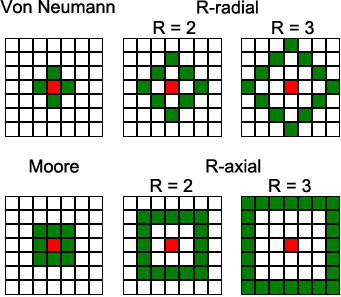 Von Neumann
R-radial
R = 2
R = 3
Moore
R-axial
R = 2
R = 3